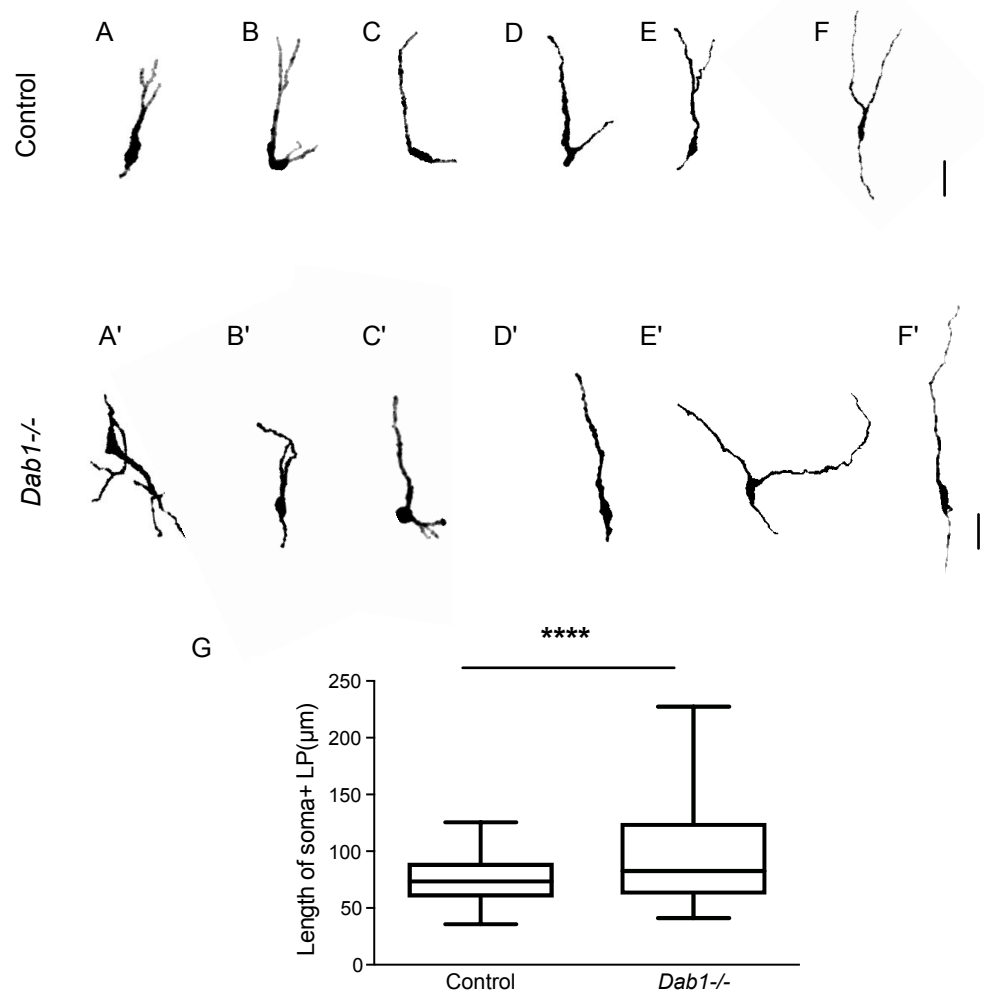 A B C D E F
Control
A' B' C' D' E' F'
Dab1-/-
G
****
Length of soma+ LP(µm)
250
200
150
100
50
0
Control Dab1-/-